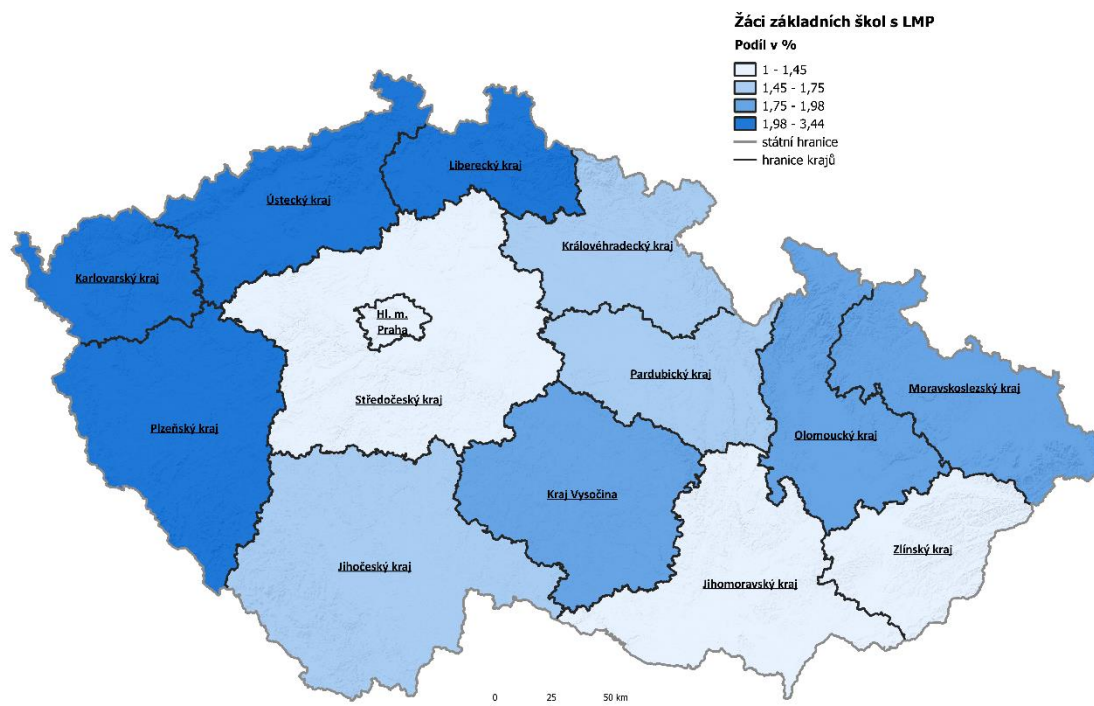 Žáci základních škol s LMP
Podíl v %
1 - 1,45
1,45 - 1,75
1,75 - 1,98
1,98 - 3,44
státní hranice
hranice krajů
Liberecký kraj
Ústecký kraj
Královéhradecký kraj
Karlovarský kraj
Hl. m.
Praha
Pardubický kraj
Moravskoslezský kraj
Středočeský kraj
Plzeňský kraj
Olomoucký kraj
Kraj Vysočina
Zlínský kraj
Jihočeský kraj
Jihomoravský kraj
0 25 50 km